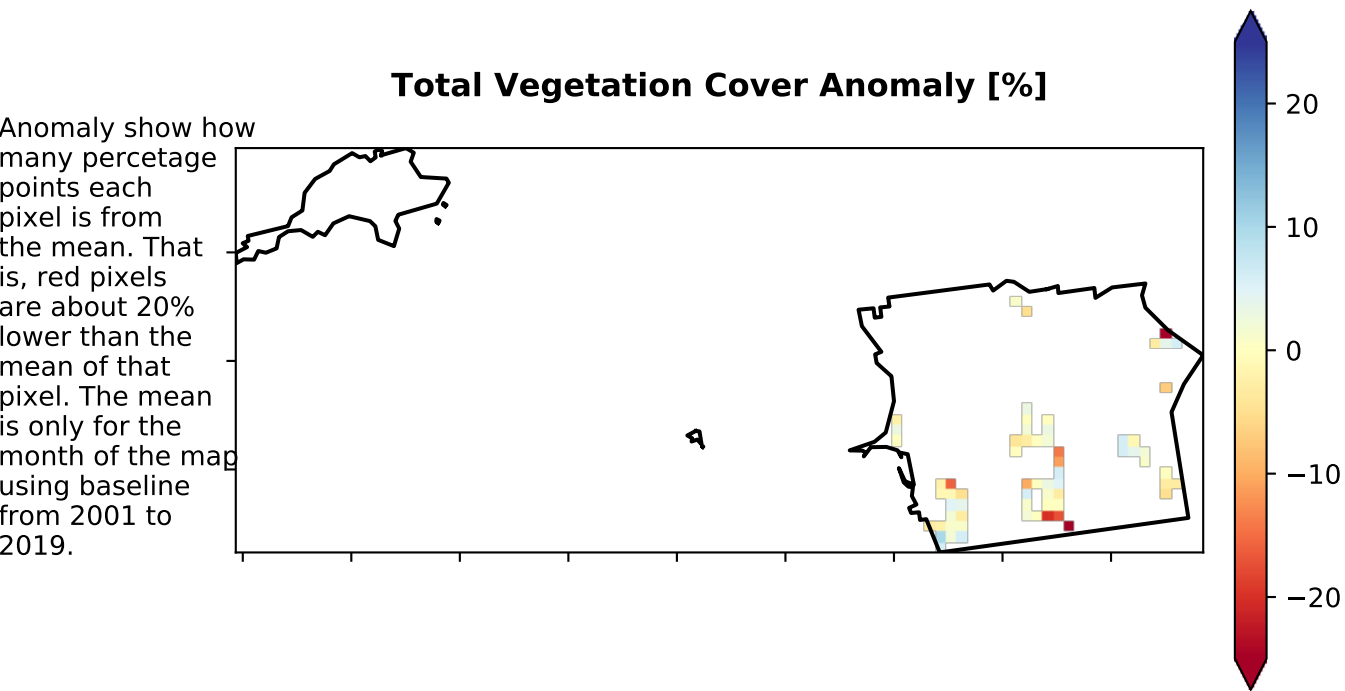 Total Vegetation Cover Anomaly [%]
Anomaly show how
many percetage
points each
pixel is from
the mean. That
is, red pixels
are about 20%
lower than the
mean of that
pixel. The mean
is only for the
month of the map
using baseline
from 2001 to
2019.
20
10
0
−10
−20